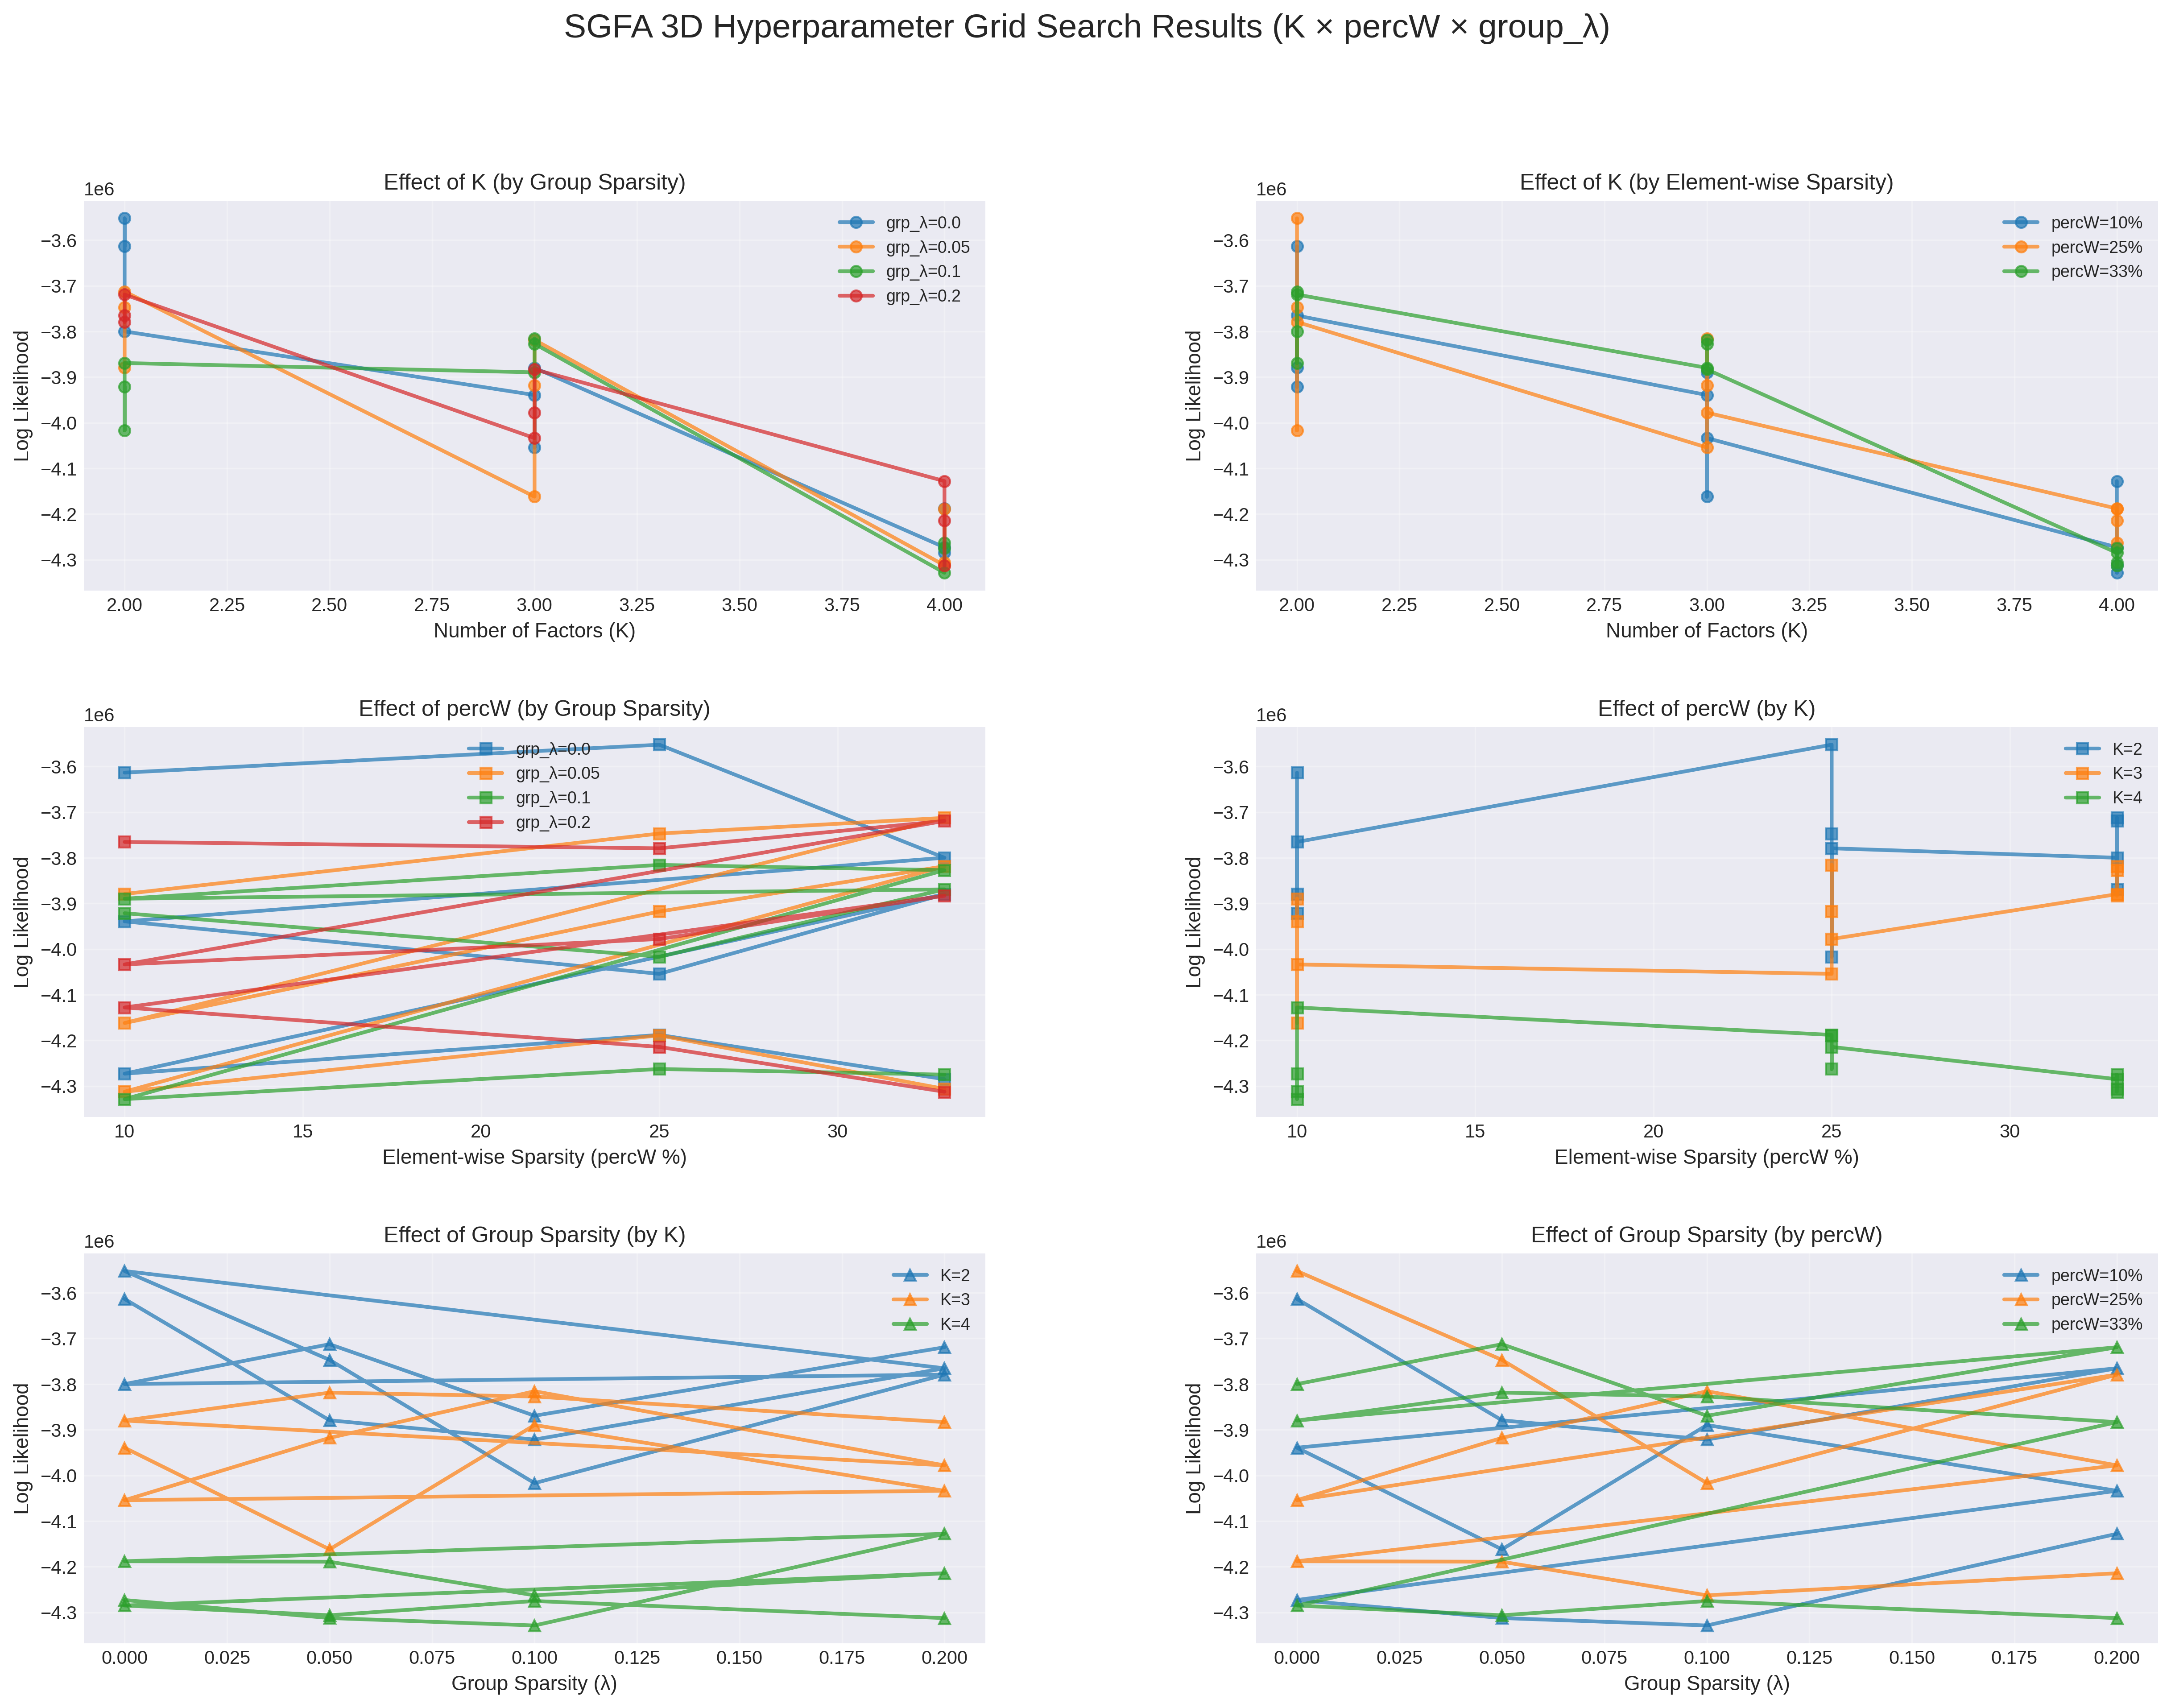 SGFA 3D Hyperparameter Grid Search Results (K × percW × group_λ)
Effect of K (by Group Sparsity)
1e6
−3.6
−3.7
−3.8
−3.9
−4.0
−4.1
−4.2
−4.3
Log Likelihood
grp_λ=0.0
grp_λ=0.05
grp_λ=0.1
grp_λ=0.2
2.00 2.25 2.50 2.75 3.00 3.25 3.50 3.75 4.00
Number of Factors (K)
Effect of K (by Element-wise Sparsity)
1e6
−3.6
−3.7
−3.8
−3.9
−4.0
−4.1
−4.2
−4.3
Log Likelihood
percW=10%
percW=25%
percW=33%
2.00 2.25 2.50 2.75 3.00 3.25 3.50 3.75 4.00
Number of Factors (K)
Effect of percW (by Group Sparsity)
1e6
−3.6
−3.7
−3.8
−3.9
−4.0
−4.1
−4.2
−4.3
Log Likelihood
grp_λ=0.0
grp_λ=0.05
grp_λ=0.1
grp_λ=0.2
10 15 20 25 30
Element-wise Sparsity (percW %)
Effect of percW (by K)
1e6
−3.6
−3.7
−3.8
−3.9
−4.0
−4.1
−4.2
−4.3
Log Likelihood
K=2
K=3
K=4
10 15 20 25 30
Element-wise Sparsity (percW %)
Effect of Group Sparsity (by K)
1e6
−3.6
−3.7
−3.8
−3.9
−4.0
−4.1
−4.2
−4.3
Log Likelihood
K=2
K=3
K=4
0.000 0.025 0.050 0.075 0.100 0.125 0.150 0.175 0.200
Group Sparsity (λ)
Effect of Group Sparsity (by percW)
1e6
−3.6
−3.7
−3.8
−3.9
−4.0
−4.1
−4.2
−4.3
Log Likelihood
percW=10%
percW=25%
percW=33%
0.000 0.025 0.050 0.075 0.100 0.125 0.150 0.175 0.200
Group Sparsity (λ)